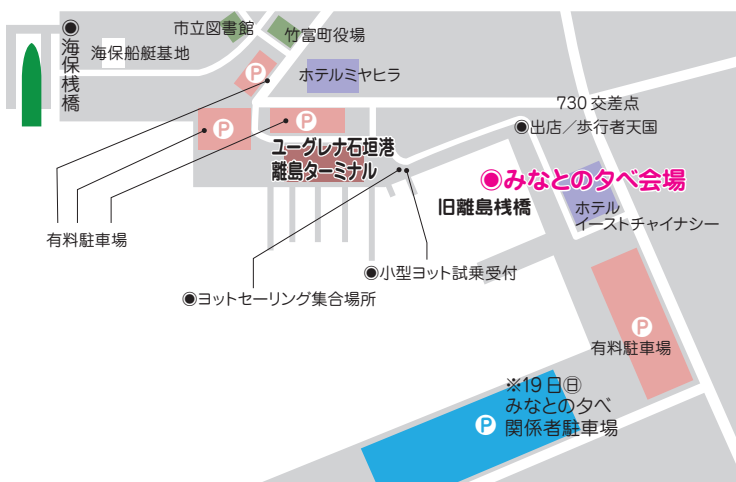 市立図書館
竹富町役場
海保桟橋
海保船艇基地
P
ホテルミヤヒラ
730 交差点
P
P
◉出店／歩行者天国
ユーグレナ石垣港
離島ターミナル
◉みなとの夕べ会場
旧離島桟橋
ホテル
イーストチャイナシー
有料駐車場
◉小型ヨット試乗受付
◉ヨットセーリング集合場所
P
有料駐車場
※19日㊐
みなとの夕べ
P 関係者駐車場